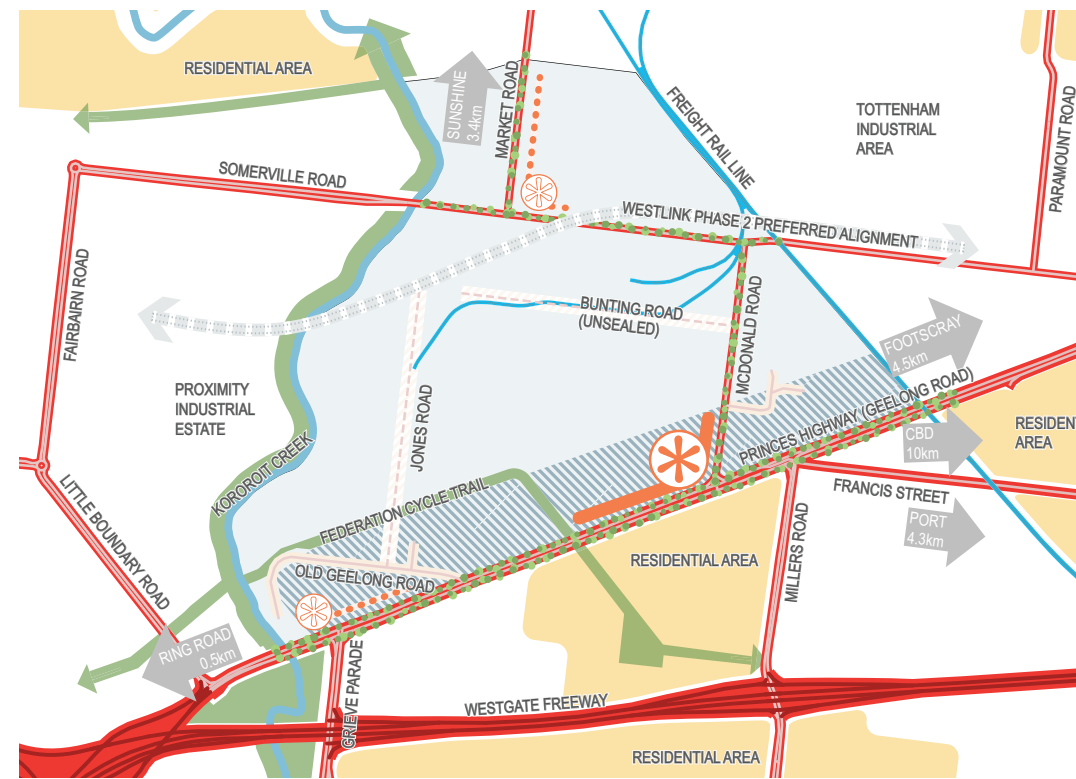 RESIDENTIAL AREA
SUNSHINE
3.4km
MARKET ROAD
FREIGHT RAIL LINE
TOTTENHAM
INDUSTRIAL
AREA
PARAMOUNT ROAD
SOMERVILLE ROAD
WESTLINK PHASE 2 PREFERRED ALIGNMENT
FAIRBAIRN ROAD
BUNTING ROAD
(UNSEALED)
MCDONALD ROAD
FOOTSCRAY
4.5km
PROXIMITY
INDUSTRIAL
ESTATE
JONES ROAD
PRINCES HIGHWAY (GEELONG ROAD)
RESIDENT
AREA
CBD
10km
KOROROIT CREEK
FEDERATION CYCLE TRAIL
FRANCIS STREET
LITTLE BOUNDARY ROAD
PORT
4.3km
MILLERS ROAD
RESIDENTIAL AREA
OLD GEELONG ROAD
RING ROAD
0.5km
GRIEVE PARADE
WESTGATE FREEWAY
RESIDENTIAL AREA